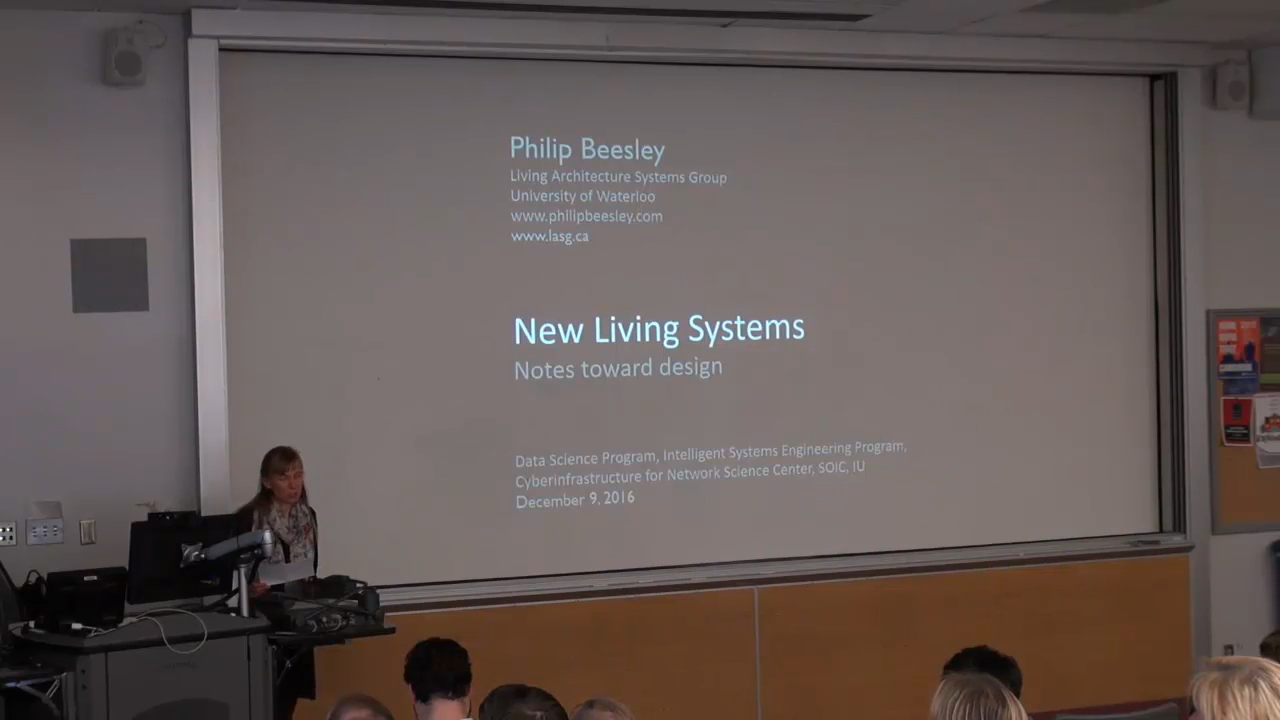 Philip Beesley
Living Architecture Systems Group
University of Waterloo
www.philipbeesley.com
www.lasg.ca
New Living Systems
Notes toward design
Data Science Program, Intelligent Systems Engineering Program,
Cyberinfrastructure for Network Science Center, SOIC, IU
December 9, 2016